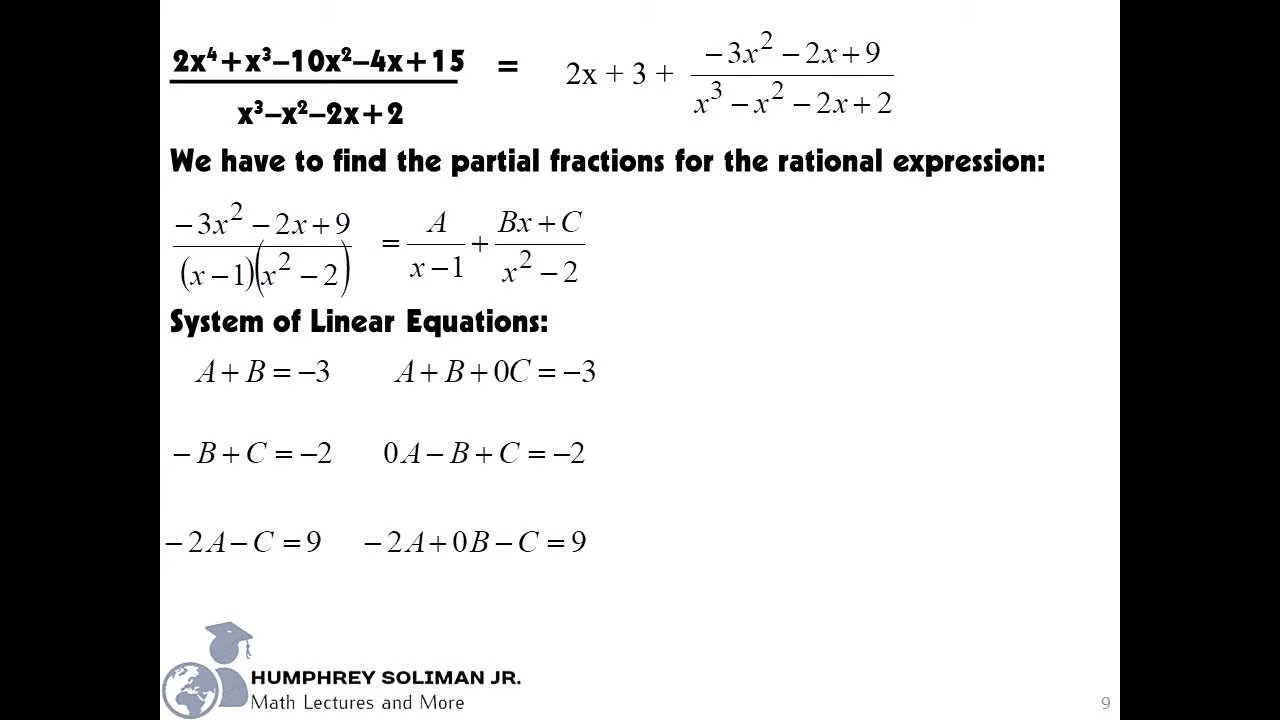 2x⁴+x³–10x²–4x+15 = 2x + 3 + −3x² − 2x + 9
x³–x²–2x+2 x³ − x² − 2x + 2
We have to find the partial fractions for the rational expression:
−3x² − 2x + 9 = A + Bx + C
(x − 1)(x² − 2) x − 1 x² − 2
System of Linear Equations:
A + B = −3 A + B + 0C = −3
− B + C = −2 0A − B + C = −2
− 2A − C = 9 − 2A + 0B − C = 9
HUMPHREY SOLIMAN JR.
Math Lectures and More
9